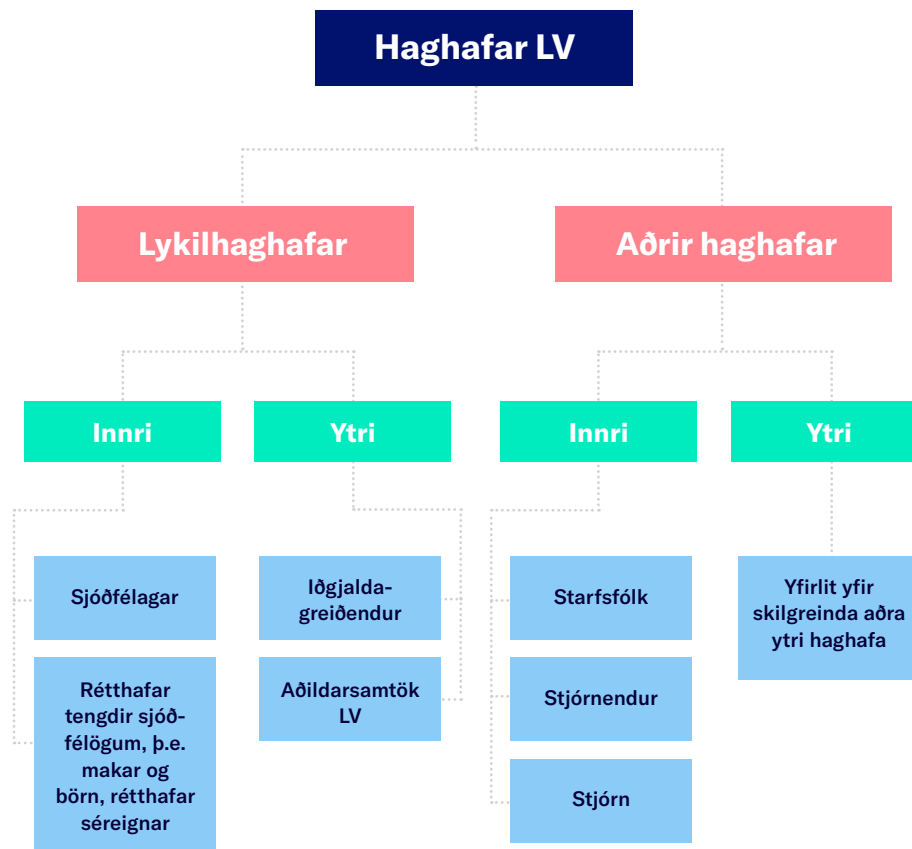 Haghafar LV
Lykilhaghafar
Aðrir haghafar
Innri
Ytri
Innri
Ytri
Sjóðfélagar
Rétthafar
tengdir sjóð-
félögum, þ.e.
makar og
börn, rétthafar
séreignar
Iðgjalda-
greiðendur
Aðildarsamtök
LV
Starfsfólk
Stjórnendur
Stjórn
Yfirlit yfir
skilgreinda aðra
ytri haghafa